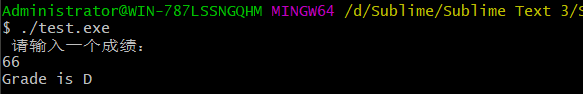 Administrator@WIN-787LSSNGQHM MINGW64 /d/Sublime/Sublime Text 3/S
$ ./test.exe
请输入一个成绩：
66
Grade is D